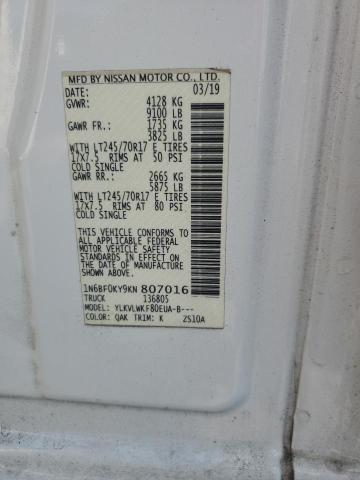 MFD BY NISSAN MOTOR CO., LTD.
DATE: 03/19
GVWR: 4128 KG
9100 LB
GAWR FR.: 1735 KG
3825 LB
WITH LT245/70R17 E TIRES
17X7.5 RIMS AT 50 PSI
COLD SINGLE
GAWR RR.: 2665 KG
5875 LB
WITH LT245/70R17 E TIRES
17X7.5 RIMS AT 80 PSI
COLD SINGLE
THIS VEHICLE CONFORMS TO
ALL APPLICABLE FEDERAL
MOTOR VEHICLE SAFETY
STANDARDS IN EFFECT ON
THE DATE OF MANUFACTURE
SHOWN ABOVE.
1N6BF0KY9KN 807016
TRUCK 136805
MODEL: YLKVLWKF80EUA-B---
COLOR: QAK TRIM: K 2S10A